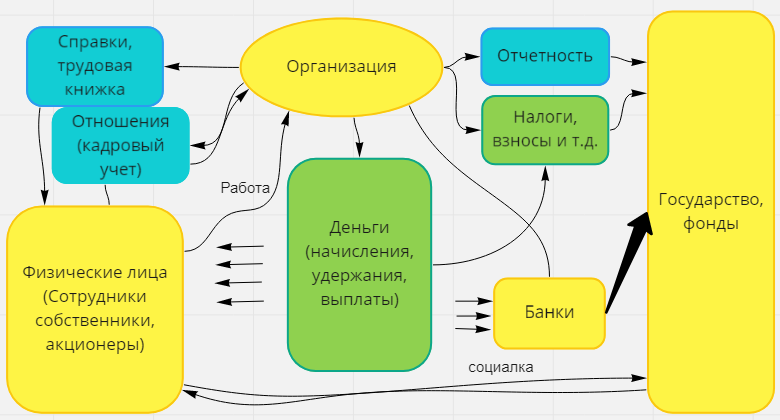 Справки,
трудовая
книжка
Организация
Отчетность
Отношения
(кадровый
учет)
Налоги,
взносы и т.д.
Работа
Государство,
фонды
Деньги
(начисления,
удержания,
выплаты)
Физические лица
(Сотрудники
собственники,
акционеры)
Банки
социалка